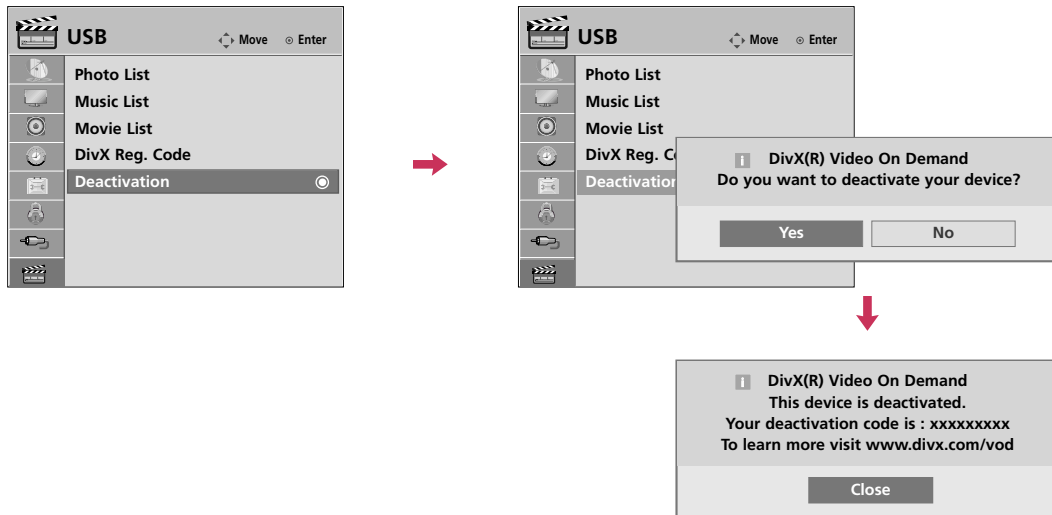 USB
Move
Enter
Photo List
Music List
Movie List
DivX Reg. Code
Deactivation
USB
Move
Enter
Photo List
Music List
Movie List
DivX Reg. C
Deactivation
i DivX(R) Video On Demand
Do you want to deactivate your device?
Yes
No
i DivX(R) Video On Demand
This device is deactivated.
Your deactivation code is : xxxxxxxxx
To learn more visit www.divx.com/vod
Close